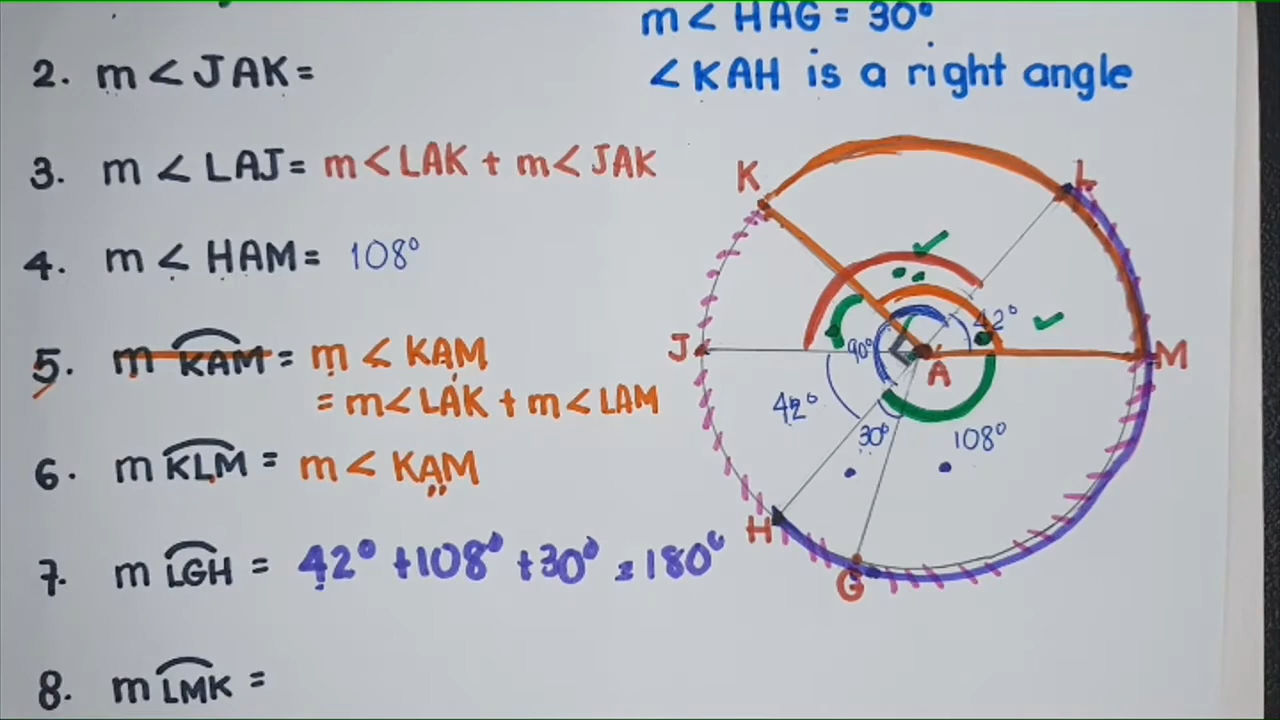 m<HAG = 30°
<KAH is a right angle
2. m<JAK=
3. m<LAJ= m<LAK + m<JAK
4. m<HAM= 108°
5. m KAM = m<KAM
= m<LAK + m<LAM
6. m KLM = m<KAM
7. m LGH = 42° +108° +30° = 180°
8. m LMK =
K
L
42°
J
90°
A
M
42°
30°
108°
H
G